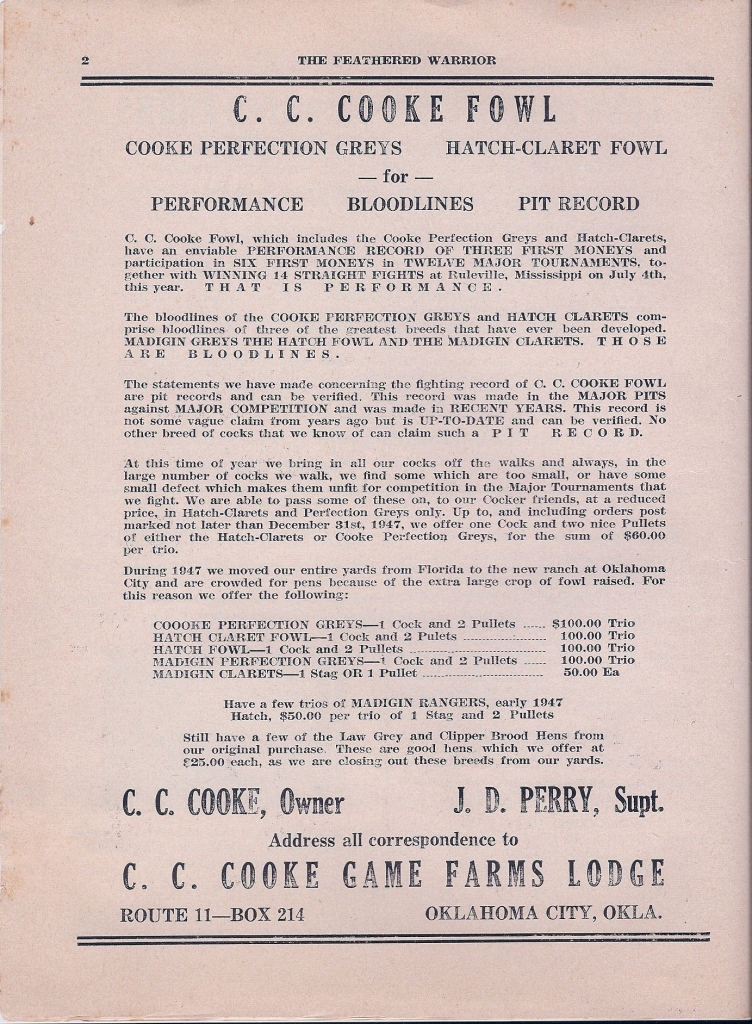 2 THE FEATHERED WARRIOR
C. C. COOKE FOWL
COOKE PERFECTION GREYS HATCH-CLARET FOWL
— for —
PERFORMANCE BLOODLINES PIT RECORD
C. C. Cooke Fowl, which includes the Cooke Perfection Greys and Hatch-Clarets,
have an enviable PERFORMANCE RECORD OF THREE FIRST MONEYS and
participation in SIX FIRST MONEYS in TWELVE MAJOR TOURNAMENTS, to-
gether with WINNING 14 STRAIGHT FIGHTS at Ruleville, Mississippi on July 4th,
this year. T H A T I S P E R F O R M A N C E .
The bloodlines of the COOKE PERFECTION GREYS and HATCH CLARETS com-
prise bloodlines of three of the greatest breeds that have ever been developed.
MADIGIN GREYS THE HATCH FOWL AND THE MADIGIN CLARETS. T H O S E
A R E B L O O D L I N E S .
The statements we have made concerning the fighting record of C. C. COOKE FOWL
are pit records and can be verified. This record was made in the MAJOR PITS
against MAJOR COMPETITION and was made in RECENT YEARS. This record is
not some vague claim from years ago but is UP-TO-DATE and can be verified. No
other breed of cocks that we know of can claim such a P I T R E C O R D.
At this time of year we bring in all our cocks off the walks and always, in the
large number of cocks we walk, we find some which are too small, or have some
small defect which makes them unfit for competition in the Major Tournaments that
we fight. We are able to pass some of these on, to our Cocker friends, at a reduced
price, in Hatch-Clarets and Perfection Greys only. Up to, and including orders post
marked not later than December 31st, 1947, we offer one Cock and two nice Pullets
of either the Hatch-Clarets or Cooke Perfection Greys, for the sum of $60.00
per trio.
During 1947 we moved our entire yards from Florida to the new ranch at Oklahoma
City and are crowded for pens because of the extra large crop of fowl raised. For
this reason we offer the following:
COOOKE PERFECTION GREYS—1 Cock and 2 Pullets ...... $100.00 Trio
HATCH CLARET FOWL—1 Cock and 2 Pulets ........................ 100.00 Trio
HATCH FOWL—1 Cock and 2 Pullets ........................................ 100.00 Trio
MADIGIN PERFECTION GREYS—1 Cock and 2 Pullets ...... 100.00 Trio
MADIGIN CLARETS—1 Stag OR 1 Pullet .................................... 50.00 Ea
Have a few trios of MADIGIN RANGERS, early 1947
Hatch, $50.00 per trio of 1 Stag and 2 Pullets
Still have a few of the Law Grey and Clipper Brood Hens from
our original purchase. These are good hens which we offer at
$25.00 each, as we are closing out these breeds from our yards.
C. C. COOKE, Owner J. D. PERRY, Supt.
Address all correspondence to
C. C. COOKE GAME FARMS LODGE
ROUTE 11—BOX 214 OKLAHOMA CITY, OKLA.